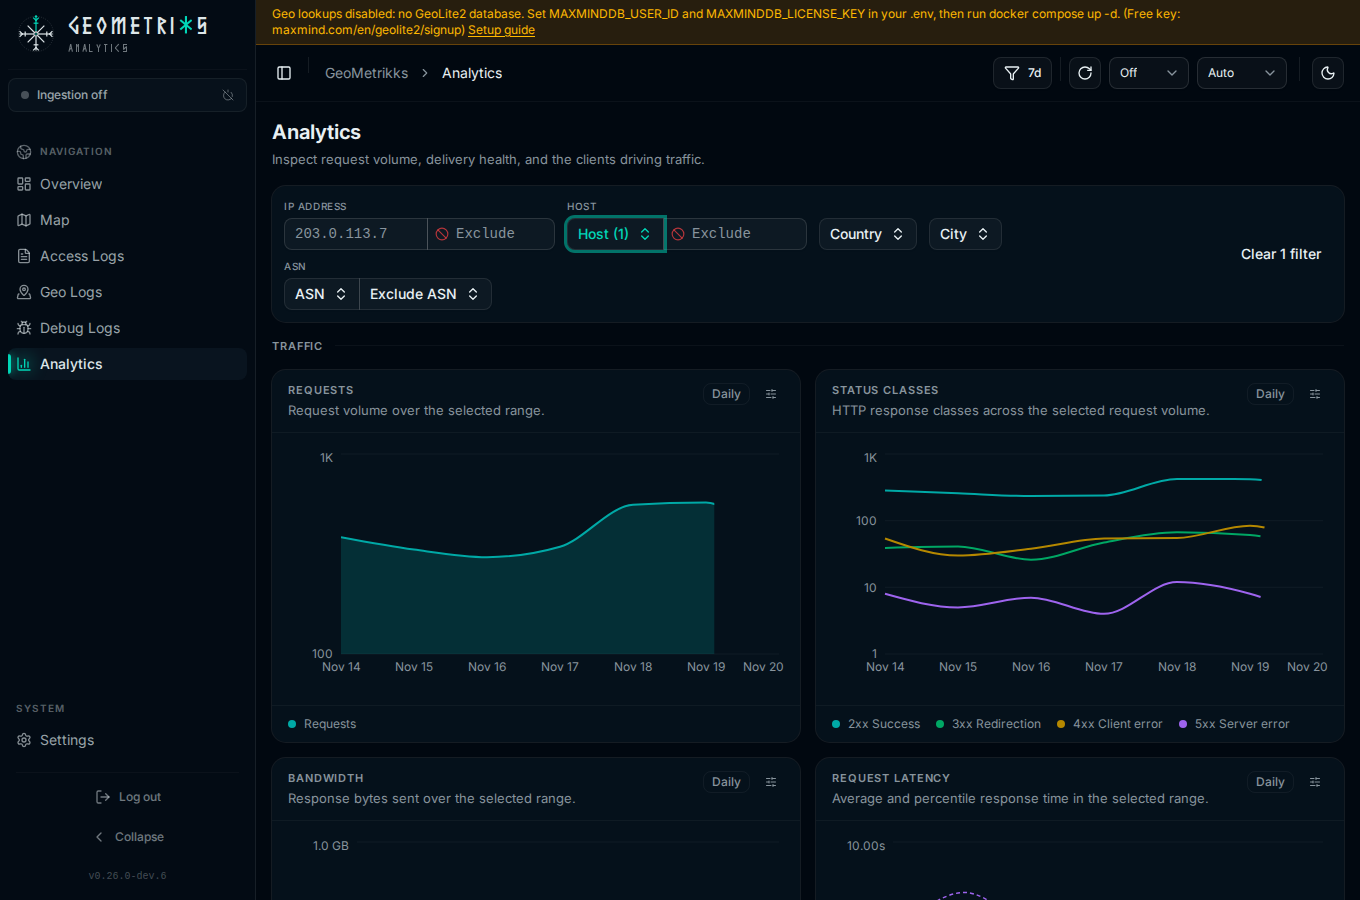 GEOMETRIKS
ANALYTICS
Ingestion off
NAVIGATION
Overview
Map
Access Logs
Geo Logs
Debug Logs
Analytics
SYSTEM
Settings
Log out
Collapse
v0.26.0-dev.6
Geo lookups disabled: no GeoLite2 database. Set MAXMINDDB_USER_ID and MAXMINDDB_LICENSE_KEY in your .env, then run docker compose up -d. (Free key:
maxmind.com/en/geolite2/signup) Setup guide
GeoMetrikks > Analytics
7d
Off
Auto
Analytics
Inspect request volume, delivery health, and the clients driving traffic.
IP ADDRESS
203.0.113.7 Exclude
HOST
Host (1) Exclude
Country
City
ASN
ASN Exclude ASN
Clear 1 filter
TRAFFIC
REQUESTS
Request volume over the selected range.
Daily
1K
100
Nov 14 Nov 15 Nov 16 Nov 17 Nov 18 Nov 19 Nov 20
Requests
STATUS CLASSES
HTTP response classes across the selected request volume.
Daily
1K
100
10
1
Nov 14 Nov 15 Nov 16 Nov 17 Nov 18 Nov 19 Nov 20
2xx Success 3xx Redirection 4xx Client error 5xx Server error
BANDWIDTH
Response bytes sent over the selected range.
Daily
1.0 GB
REQUEST LATENCY
Average and percentile response time in the selected range.
Daily
10.00s